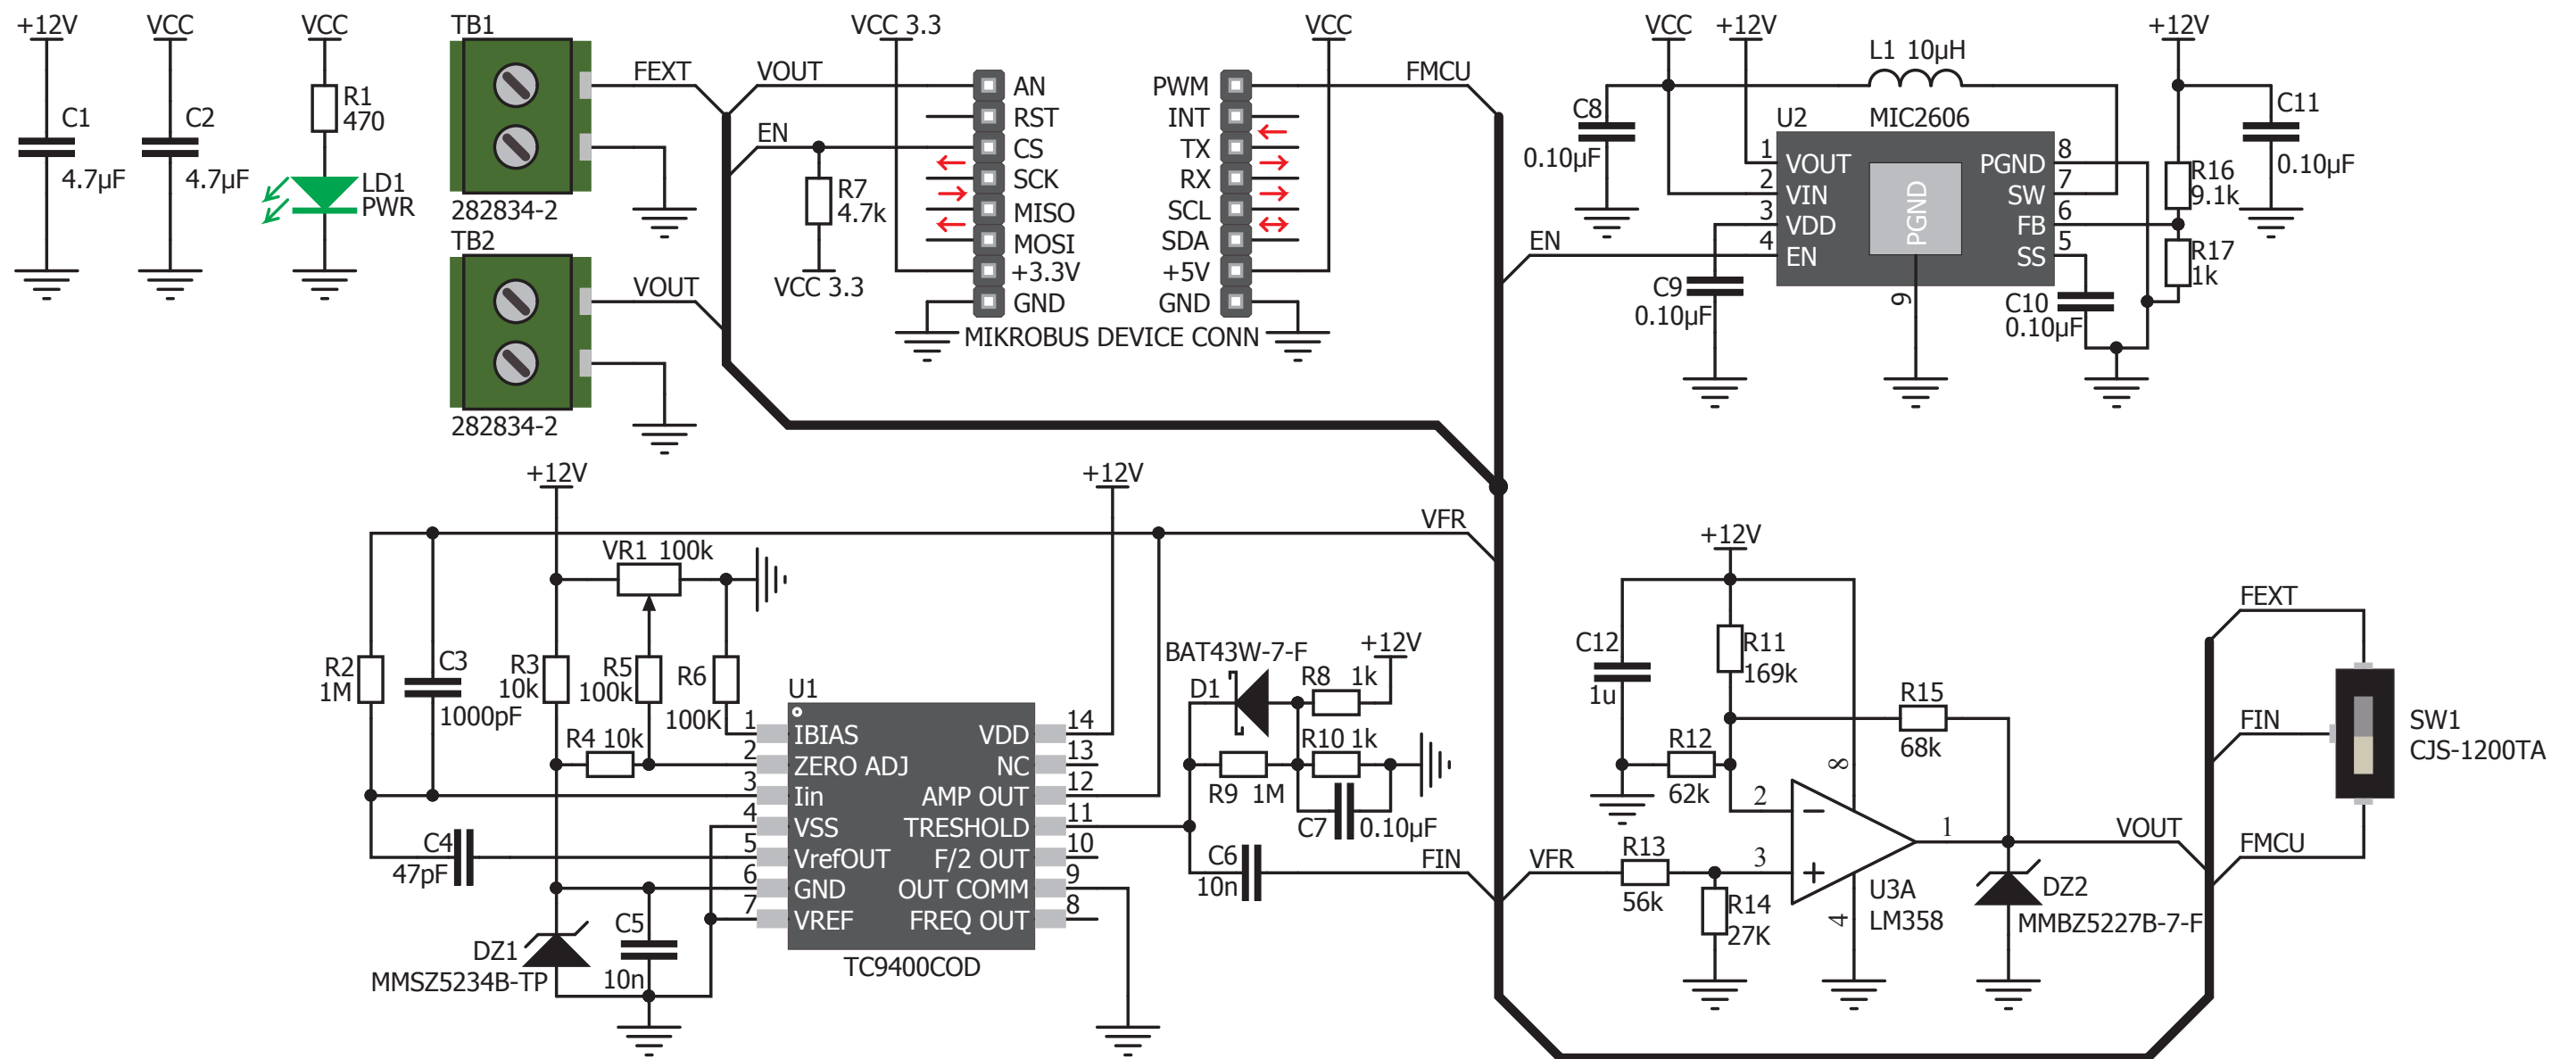 +12V
C1
4.7µF
VCC
C2
4.7µF
VCC
R1
470
LD1
PWR
TB1
282834-2
FEXT
TB2
282834-2
VOUT
VOUT
EN
R7
4.7k
VCC 3.3
VCC 3.3
AN
RST
CS
SCK
MISO
MOSI
+3.3V
GND
VCC
PWM
INT
TX
RX
SCL
SDA
+5V
GND
MIKROBUS DEVICE CONN
FMCU
EN
VCC
+12V
L1 10µH
C8
0.10µF
U2
MIC2606
1 VOUT
2 VIN
3 VDD
4 EN
PGND 8
SW 7
FB 6
SS 5
PGND
9
C9
0.10µF
C10
0.10µF
+12V
C11
0.10µF
R16
9.1k
R17
1k
+12V
+12V
VFR
VR1 100k
R2
1M
C3
1000pF
R3
10k
R5
100k
R6
100K
R4 10k
C4
47pF
C5
10n
DZ1
MMSZ5234B-TP
U1
1 IBIAS
2 ZERO ADJ
3 Iin
4 VSS
5 VrefOUT
6 GND
7 VREF
VDD 14
NC 13
AMP OUT 12
TRESHOLD 11
F/2 OUT 10
OUT COMM 9
FREQ OUT 8
TC9400COD
BAT43W-7-F
D1
R8 1k
+12V
R10 1k
R9 1M
C7 0.10µF
C6
10n
FIN
VFR
R13
56k
R14
27K
+12V
C12
1u
R11
169k
R12
62k
R15
68k
2
3
8
4
1
U3A
LM358
VOUT
DZ2
MMBZ5227B-7-F
FEXT
FIN
FMCU
SW1
CJS-1200TA